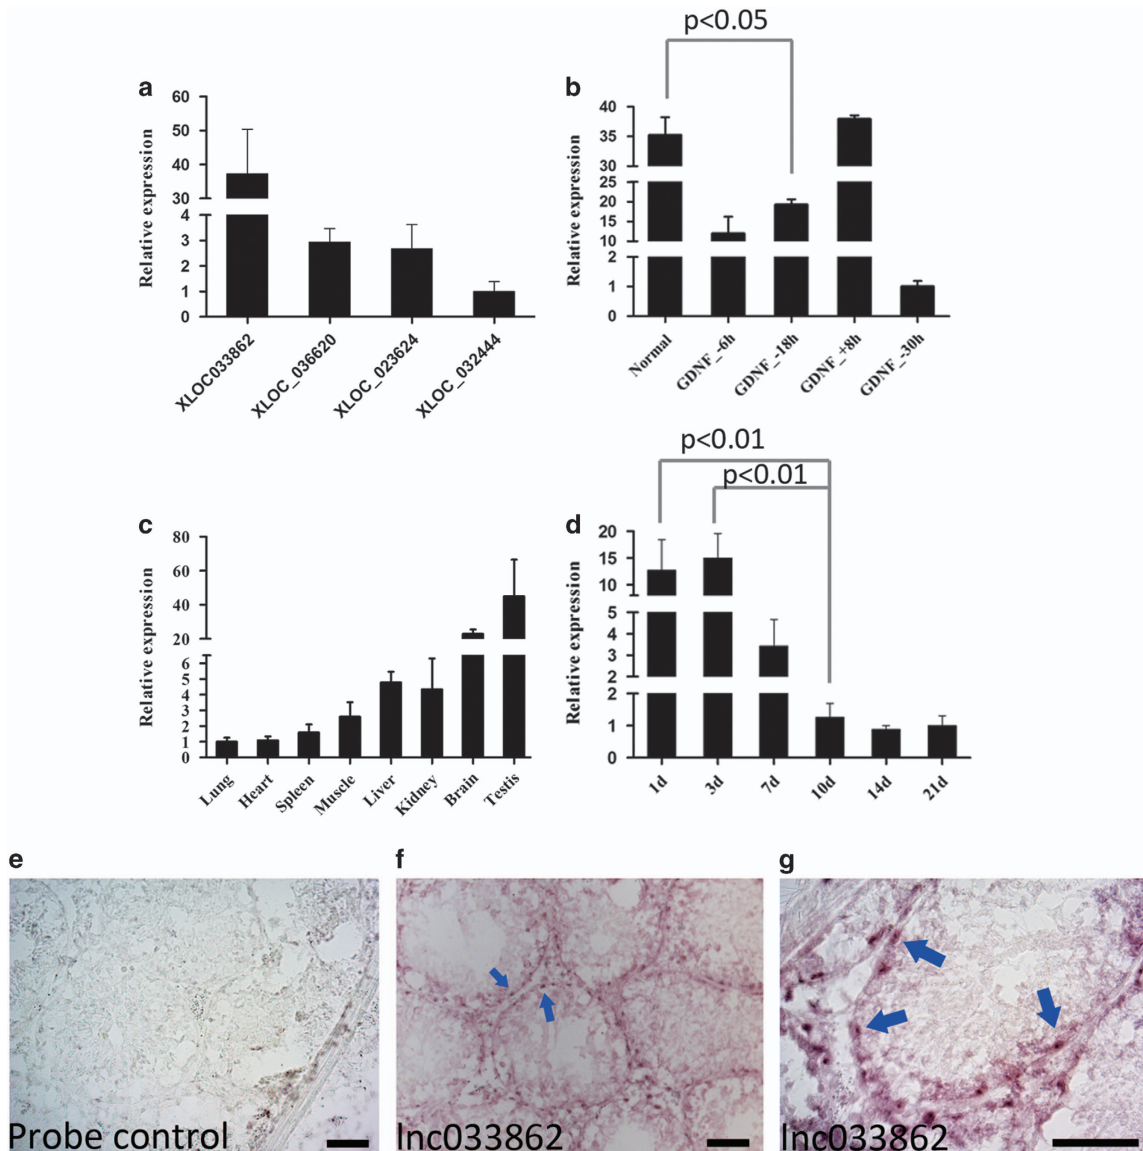 p<0.05
a
60
50
40
30
4
3
2
1
0
Relative expression
XLOC033862
XLOC_036620
XLOC_023624
XLOC_032444
b
40
35
30
25
20
15
10
2
1
0
Relative expression
Normal
GDNF_-6h
GDNF_-18h
GDNF_+8h
GDNF_-30h
p<0.01
p<0.01
c
80
60
40
20
6
5
4
3
2
1
0
Relative expression
Lung
Heart
Spleen
Muscle
Liver
Kidney
Brain
Testis
d
20
15
10
5
4
3
2
2
1
0
Relative expression
1d
3d
7d
10d
14d
21d
e
f
g
Probe control
lnc033862
lnc033862